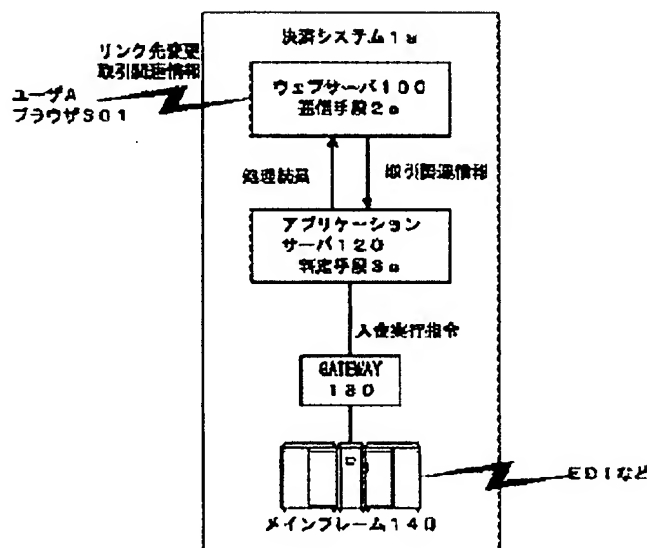 決済システム1a
リンク先変更
取引関連情報
ユーザA
ブラウザ301
ウェブサーバ100
通信手段2a
処理結果
取引関連情報
アプリケーション
サーバ120
判定手段3a
入金実行指令
GATEWAY
130
メインフレーム140
EDIなど